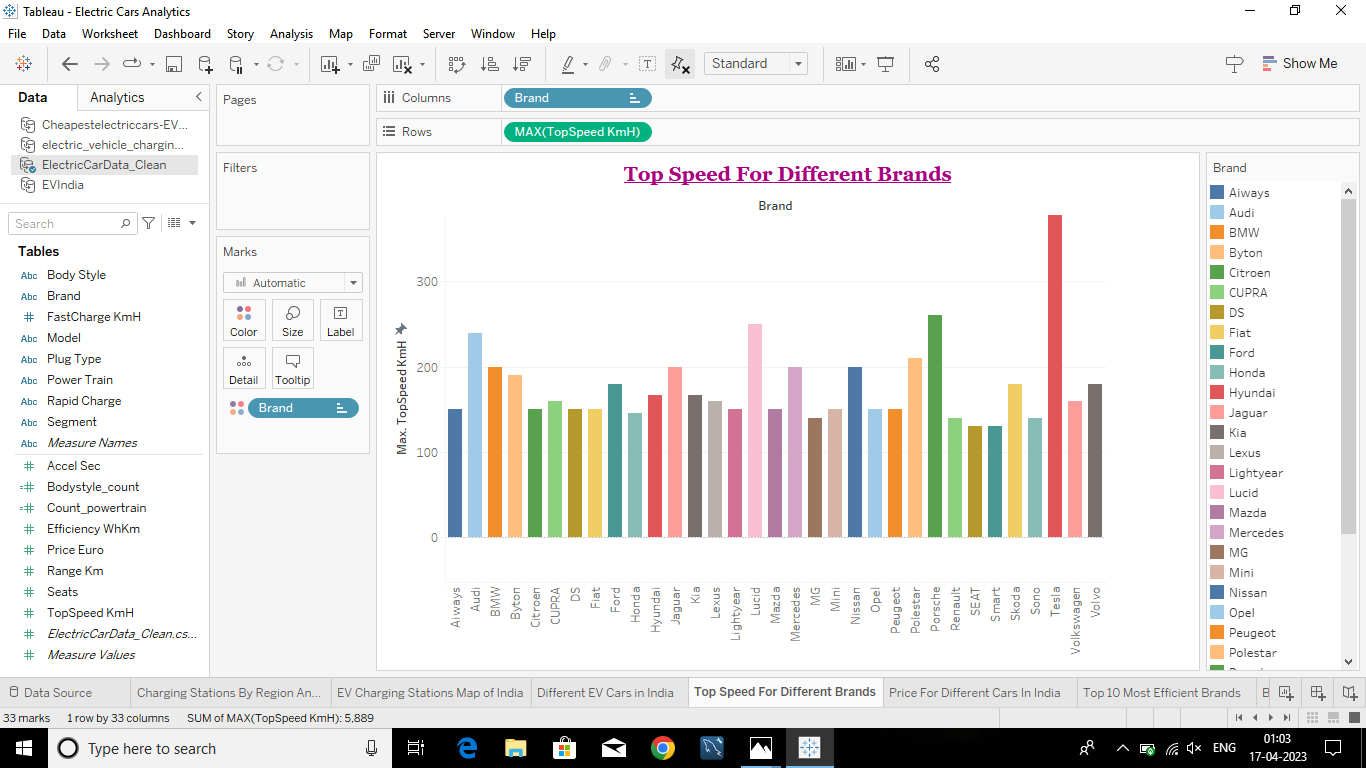 Tableau - Electric Cars Analytics
File Data Worksheet Dashboard Story Analysis Map Format Server Window Help
Standard
Show Me
Data
Analytics
Cheapestelectriccars-EV...
electric_vehicle_chargin...
ElectricCarData_Clean
EVIndia
Search
Tables
Abc Body Style
Abc Brand
# FastCharge KmH
Abc Model
Abc Plug Type
Abc Power Train
Abc Rapid Charge
Abc Segment
Abc Measure Names
# Accel Sec
=# Bodystyle_count
=# Count_powertrain
# Efficiency WhKm
# Price Euro
# Range Km
# Seats
# TopSpeed KmH
# ElectricCarData_Clean.cs...
# Measure Values
Pages
Filters
Marks
Automatic
Color
Size
Label
Detail
Tooltip
Brand
Columns
Brand
Rows
MAX(TopSpeed KmH)
Top Speed For Different Brands
Brand
Max. TopSpeed KmH
300
200
100
0
Aiways
Audi
BMW
Byton
Citroen
CUPRA
DS
Fiat
Ford
Honda
Hyundai
Jaguar
Kia
Lexus
Lightyear
Lucid
Mazda
Mercedes
MG
Mini
Nissan
Opel
Peugeot
Polestar
Porsche
Renault
SEAT
Smart
Skoda
Sono
Tesla
Volkswagen
Volvo
Brand
Aiways
Audi
BMW
Byton
Citroen
CUPRA
DS
Fiat
Ford
Honda
Hyundai
Jaguar
Kia
Lexus
Lightyear
Lucid
Mazda
Mercedes
MG
Mini
Nissan
Opel
Peugeot
Polestar
Data Source
Charging Stations By Region An...
EV Charging Stations Map of India
Different EV Cars in India
Top Speed For Different Brands
Price For Different Cars In India
Top 10 Most Efficient Brands
B
33 marks
1 row by 33 columns
SUM of MAX(TopSpeed KmH): 5,889
Type here to search
ENG
01:03
17-04-2023